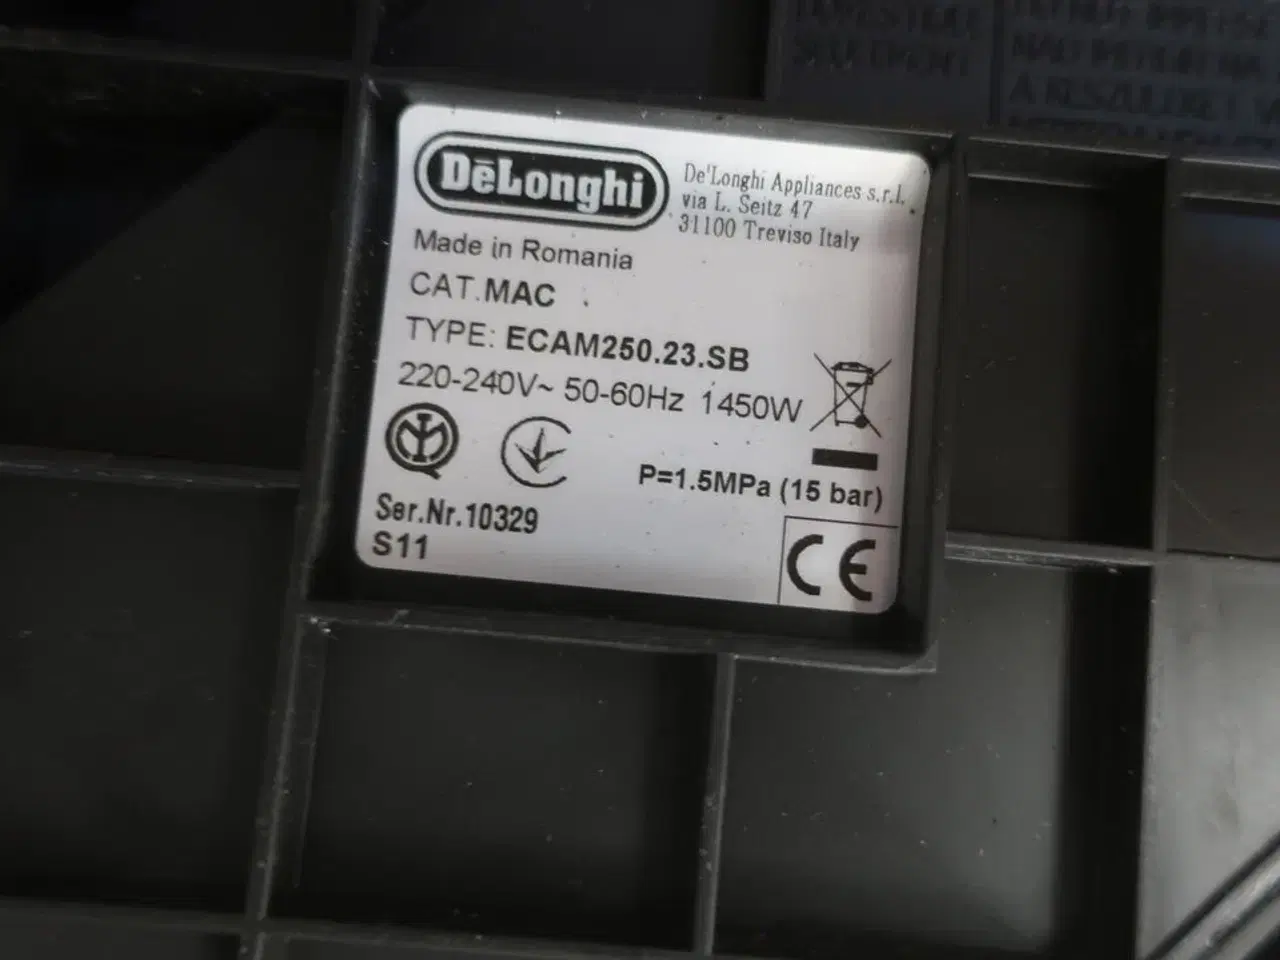 DēLonghi
De'Longhi Appliances s.r.l.
via L. Seitz 47
31100 Treviso Italy
Made in Romania
CAT.MAC
TYPE: ECAM250.23.SB
220-240V~ 50-60Hz 1450W
P=1.5MPa (15 bar)
Ser.Nr.10329
S11
CE